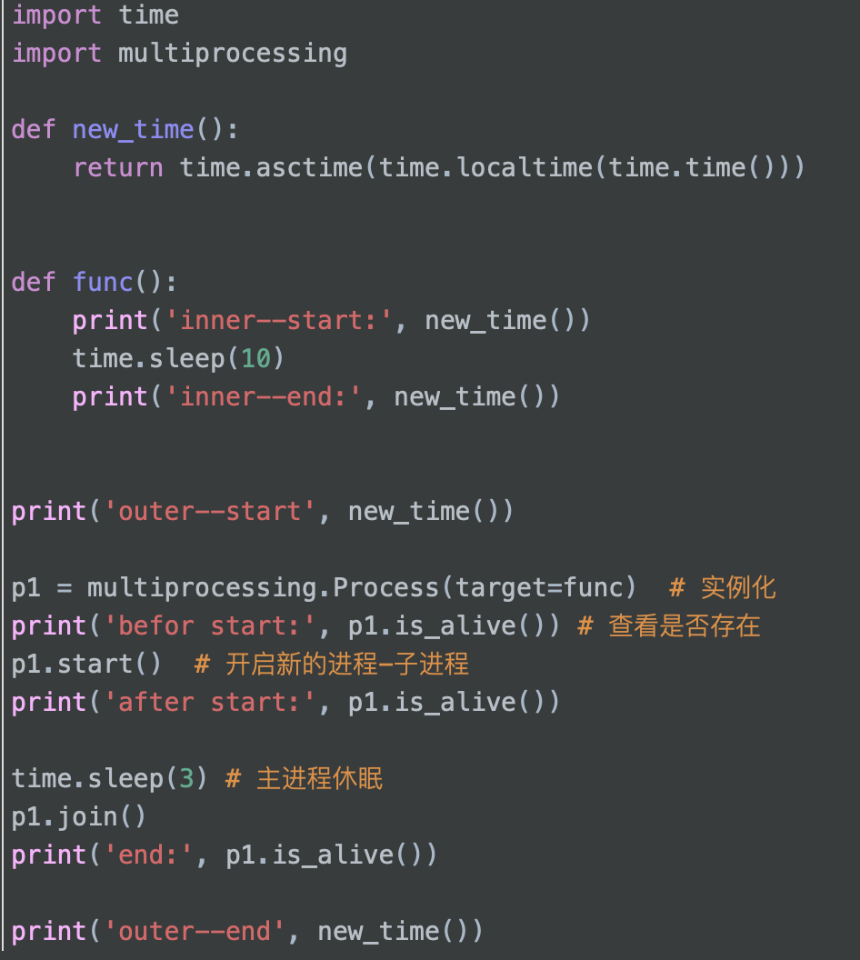 import time
import multiprocessing
def new_time():
    return time.asctime(time.localtime(time.time()))
def func():
    print('inner--start:', new_time())
    time.sleep(10)
    print('inner--end:', new_time())
print('outer--start', new_time())
p1 = multiprocessing.Process(target=func)  # 实例化
print('befor start:', p1.is_alive()) # 查看是否存在
p1.start()  # 开启新的进程-子进程
print('after start:', p1.is_alive())
time.sleep(3) # 主进程休眠
p1.join()
print('end:', p1.is_alive())
print('outer--end', new_time())